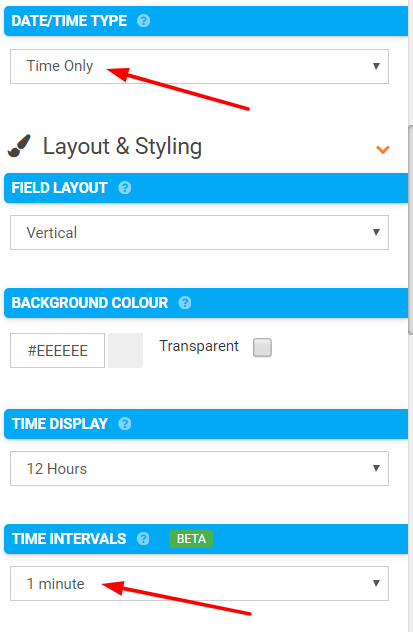 DATE/TIME TYPE ?
Time Only
Layout & Styling
FIELD LAYOUT ?
Vertical
BACKGROUND COLOUR ?
#EEEEEE Transparent
TIME DISPLAY ?
12 Hours
TIME INTERVALS ? BETA
1 minute